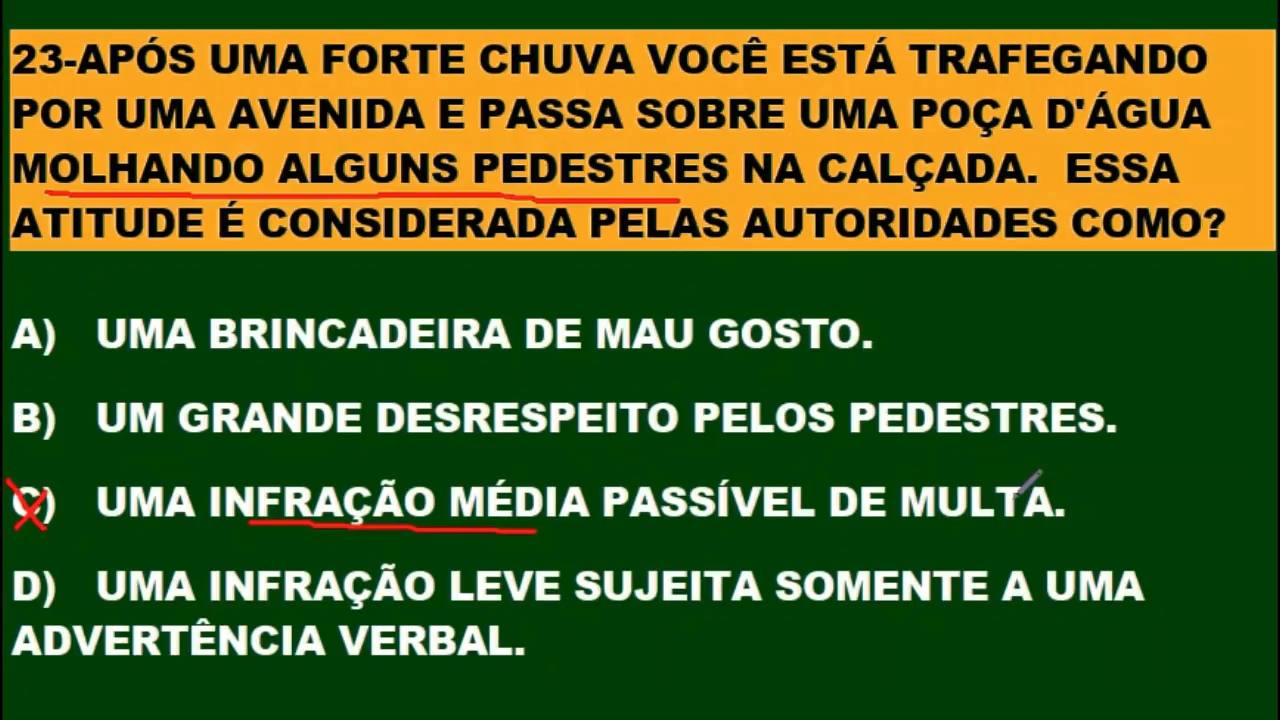 23-APÓS UMA FORTE CHUVA VOCÊ ESTÁ TRAFEGANDO
POR UMA AVENIDA E PASSA SOBRE UMA POÇA D'ÁGUA
MOLHANDO ALGUNS PEDESTRES NA CALÇADA. ESSA
ATITUDE É CONSIDERADA PELAS AUTORIDADES COMO?
A) UMA BRINCADEIRA DE MAU GOSTO.
B) UM GRANDE DESRESPEITO PELOS PEDESTRES.
C) UMA INFRAÇÃO MÉDIA PASSÍVEL DE MULTA.
D) UMA INFRAÇÃO LEVE SUJEITA SOMENTE A UMA
ADVERTÊNCIA VERBAL.